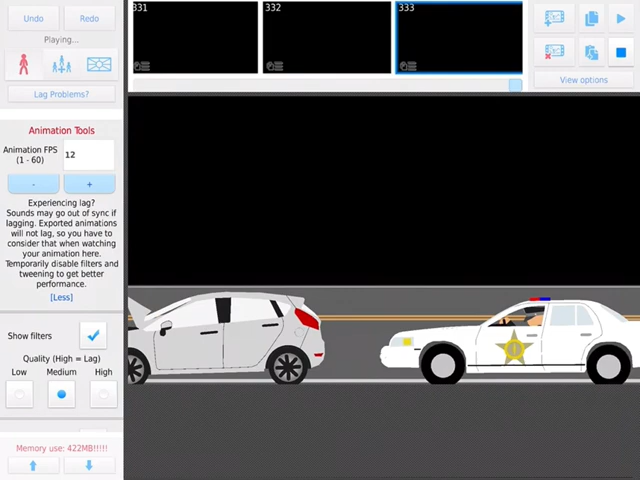 Undo
Redo
Playing...
Lag Problems?
331
332
333
View options
Animation Tools
Animation FPS
(1 - 60)
12
-
+
Experiencing lag?
Sounds may go out of sync if
lagging. Exported animations
will not lag, so you have to
consider that when watching
your animation here.
Temporarily disable filters and
tweening to get better
performance.
[Less]
Show filters
Quality (High = Lag)
Low
Medium
High
Memory use: 422MB!!!!!